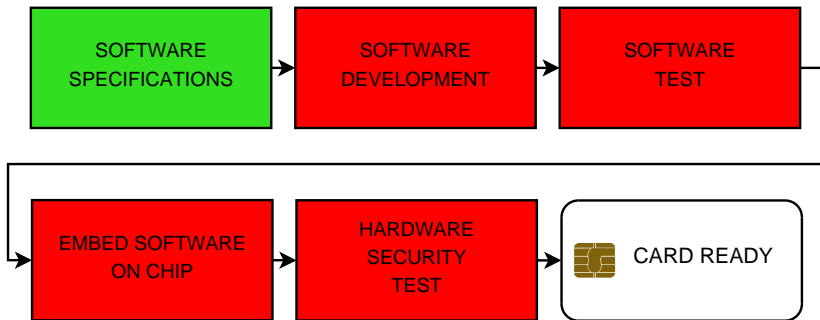 SOFTWARE
SPECIFICATIONS
SOFTWARE
DEVELOPMENT
SOFTWARE
TEST
EMBED SOFTWARE
ON CHIP
HARDWARE
SECURITY
TEST
CARD READY